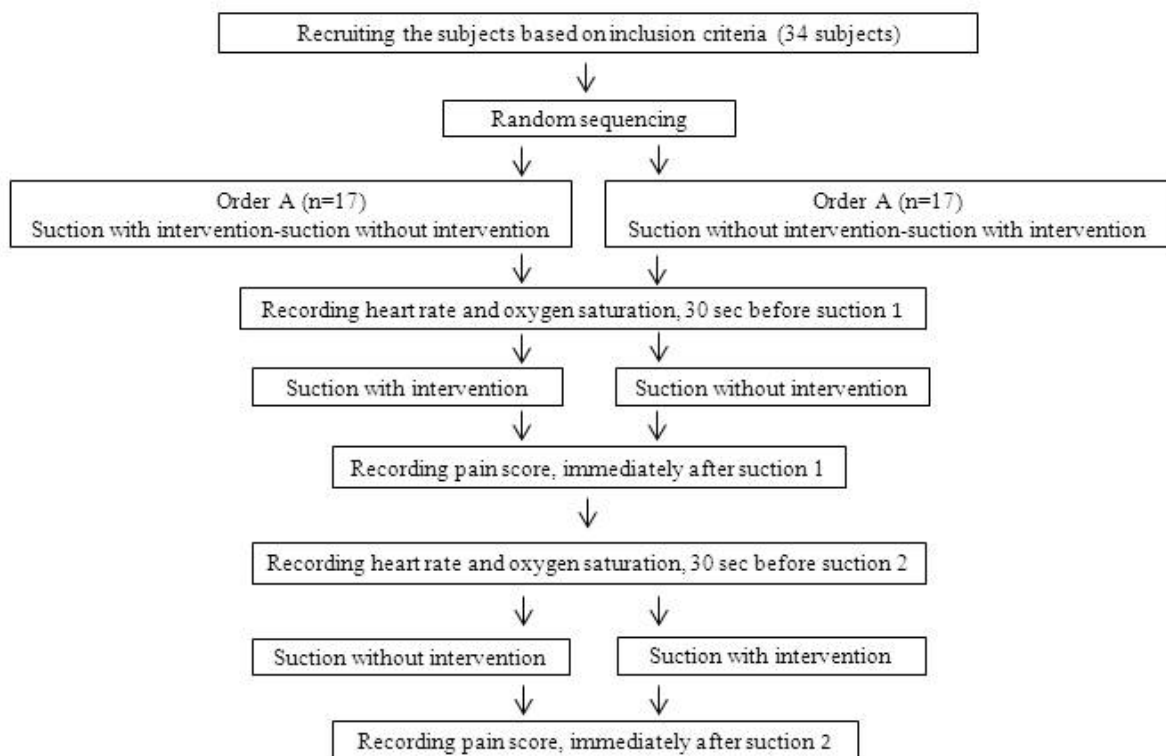 Recruiting the subjects based on inclusion criteria (34 subjects)
Random sequencing
Order A (n=17)
Suction with intervention-suction without intervention
Order A (n=17)
Suction without intervention-suction with intervention
Recording heart rate and oxygen saturation, 30 sec before suction 1
Suction with intervention
Suction without intervention
Recording pain score, immediately after suction 1
Recording heart rate and oxygen saturation, 30 sec before suction 2
Suction without intervention
Suction with intervention
Recording pain score, immediately after suction 2